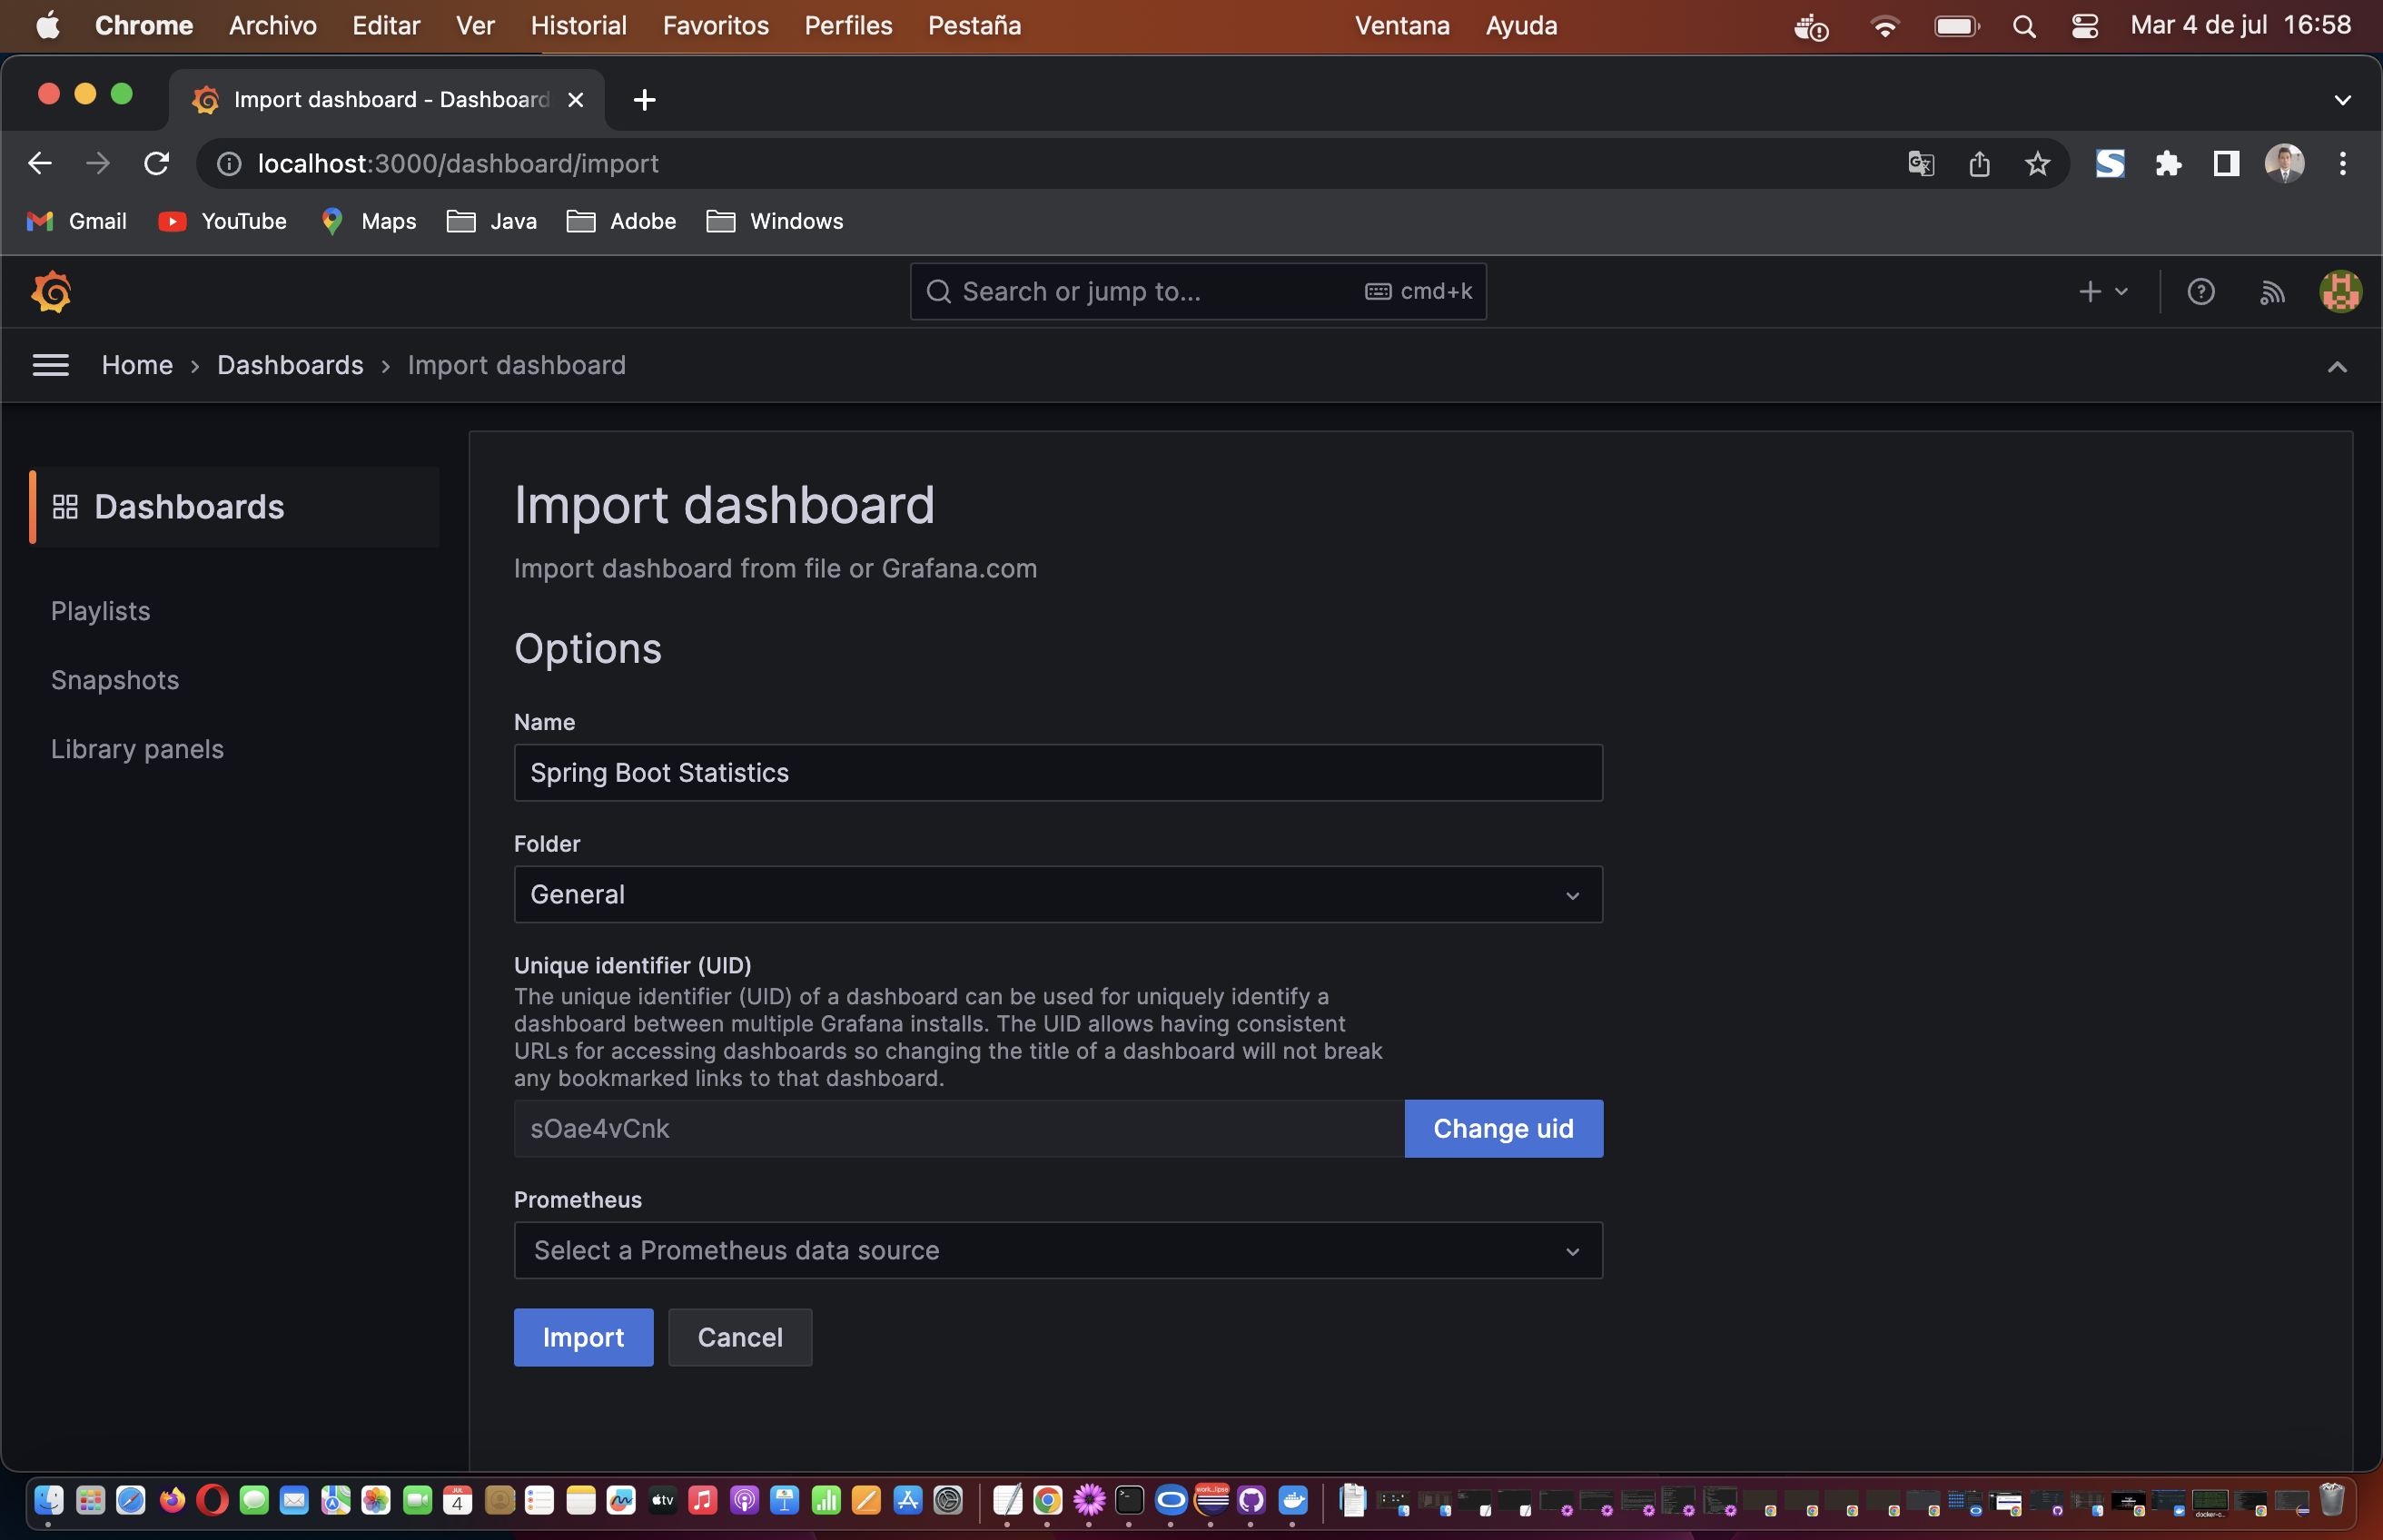 Chrome Archivo Editar Ver Historial Favoritos Perfiles Pestaña Ventana Ayuda Mar 4 de jul 16:58
Import dashboard - Dashboard
localhost:3000/dashboard/import
Gmail YouTube Maps Java Adobe Windows
Search or jump to... cmd+k
Home › Dashboards › Import dashboard
Dashboards
Playlists
Snapshots
Library panels
Import dashboard
Import dashboard from file or Grafana.com
Options
Name
Spring Boot Statistics
Folder
General
Unique identifier (UID)
The unique identifier (UID) of a dashboard can be used for uniquely identify a
dashboard between multiple Grafana installs. The UID allows having consistent
URLs for accessing dashboards so changing the title of a dashboard will not break
any bookmarked links to that dashboard.
sOae4vCnk
Change uid
Prometheus
Select a Prometheus data source
Import Cancel
JUL
4
tv